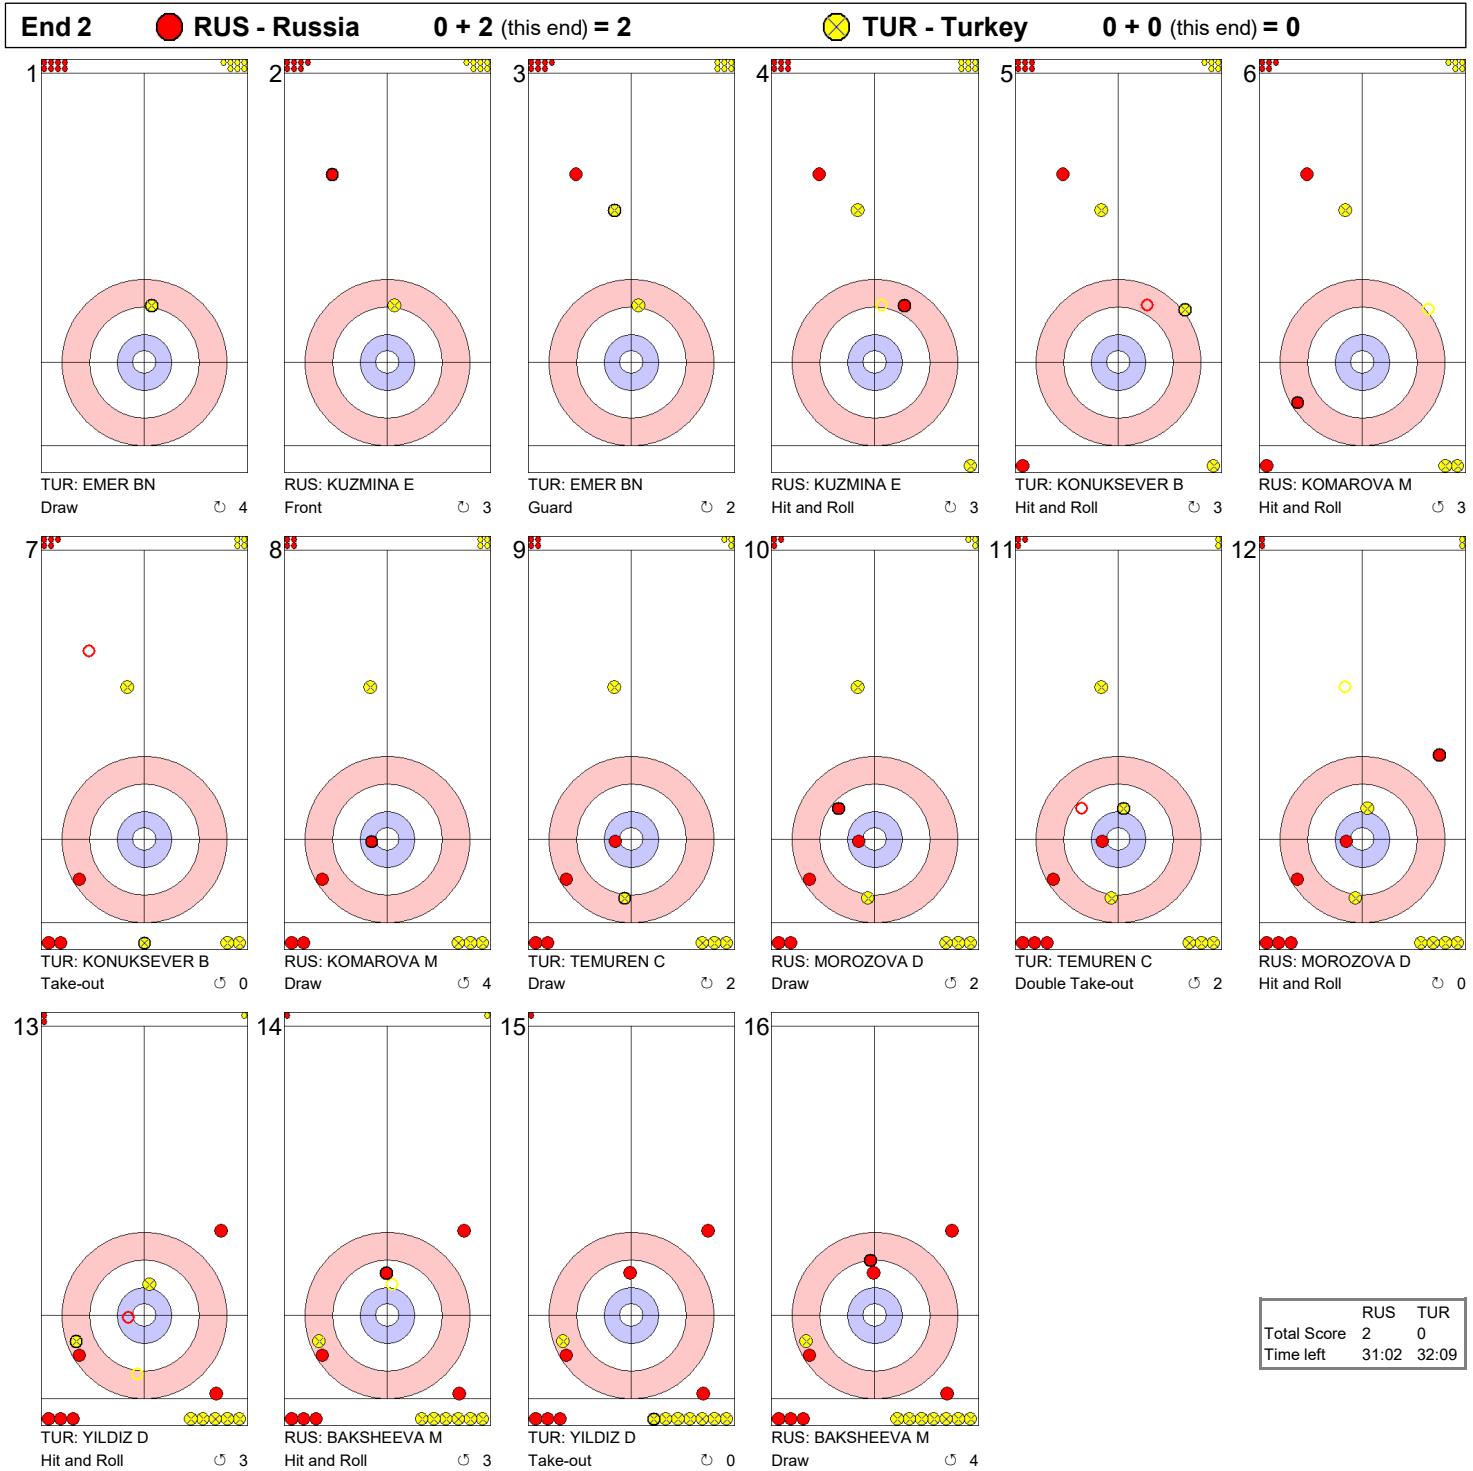 End 2 RUS - Russia 0 + 2 (this end) = 2 TUR - Turkey 0 + 0 (this end) = 0
1 2 3 4 5 6
TUR: EMER BN RUS: KUZMINA E TUR: EMER BN RUS: KUZMINA E TUR: KONUKSEVER B RUS: KOMAROVA M
Draw ↻ 4 Front ↻ 3 Guard ↻ 2 Hit and Roll ↻ 3 Hit and Roll ↻ 3 Hit and Roll ↺ 3
7 8 9 10 11 12
TUR: KONUKSEVER B RUS: KOMAROVA M TUR: TEMUREN C RUS: MOROZOVA D TUR: TEMUREN C RUS: MOROZOVA D
Take-out ↺ 0 Draw ↺ 4 Draw ↻ 2 Draw ↺ 2 Double Take-out ↺ 2 Hit and Roll ↻ 0
13 14 15 16
RUS TUR
Total Score 2 0
Time left 31:02 32:09
TUR: YILDIZ D RUS: BAKSHEEVA M TUR: YILDIZ D RUS: BAKSHEEVA M
Hit and Roll ↺ 3 Hit and Roll ↺ 3 Take-out ↻ 0 Draw ↺ 4